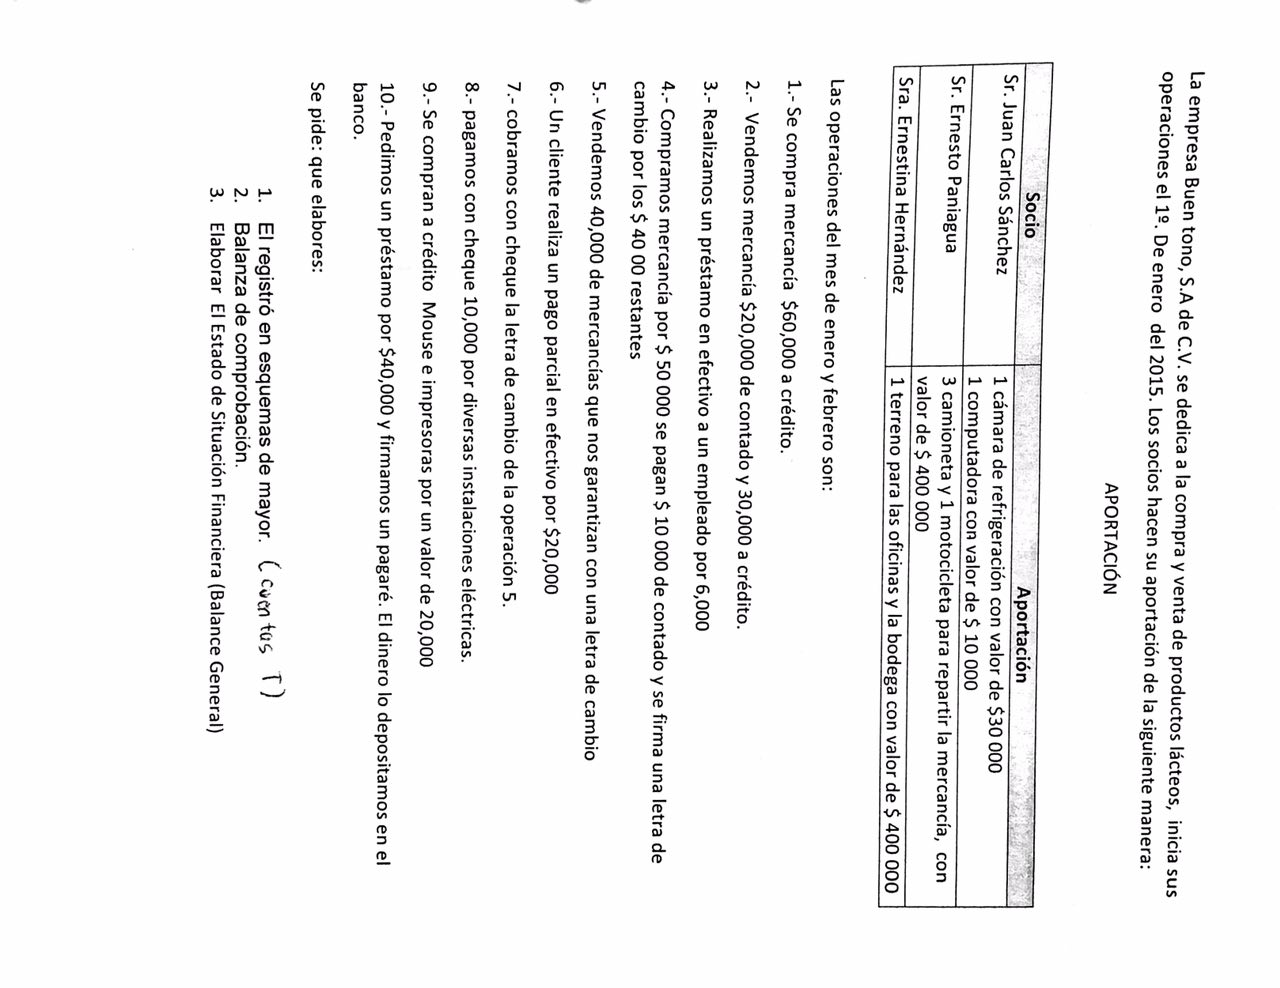 La empresa Buen tono, S.A de C.V. se dedica a la compra y venta de productos lácteos, inicia sus
operaciones el 1º. De enero del 2015. Los socios hacen su aportación de la siguiente manera:
APORTACIÓN
Socio Aportación
Sr. Juan Carlos Sánchez 1 cámara de refrigeración con valor de $30 000
1 computadora con valor de $ 10 000
Sr. Ernesto Paniagua 3 camioneta y 1 motocicleta para repartir la mercancía, con
valor de $ 400 000
Sra. Ernestina Hernández 1 terreno para las oficinas y la bodega con valor de $ 400 000
Las operaciones del mes de enero y febrero son:
1.- Se compra mercancía $60,000 a crédito.
2.- Vendemos mercancía $20,000 de contado y 30,000 a crédito.
3.- Realizamos un préstamo en efectivo a un empleado por 6,000
4.- Compramos mercancía por $ 50 000 se pagan $ 10 000 de contado y se firma una letra de
cambio por los $ 40 00 restantes
5.- Vendemos 40,000 de mercancías que nos garantizan con una letra de cambio
6.- Un cliente realiza un pago parcial en efectivo por $20,000
7.- cobramos con cheque la letra de cambio de la operación 5.
8.- pagamos con cheque 10,000 por diversas instalaciones eléctricas.
9.- Se compran a crédito Mouse e impresoras por un valor de 20,000
10.- Pedimos un préstamo por $40,000 y firmamos un pagaré. El dinero lo depositamos en el
banco.
Se pide: que elabores:
1. El registró en esquemas de mayor. (cuentas T)
2. Balanza de comprobación.
3. Elaborar El Estado de Situación Financiera (Balance General)